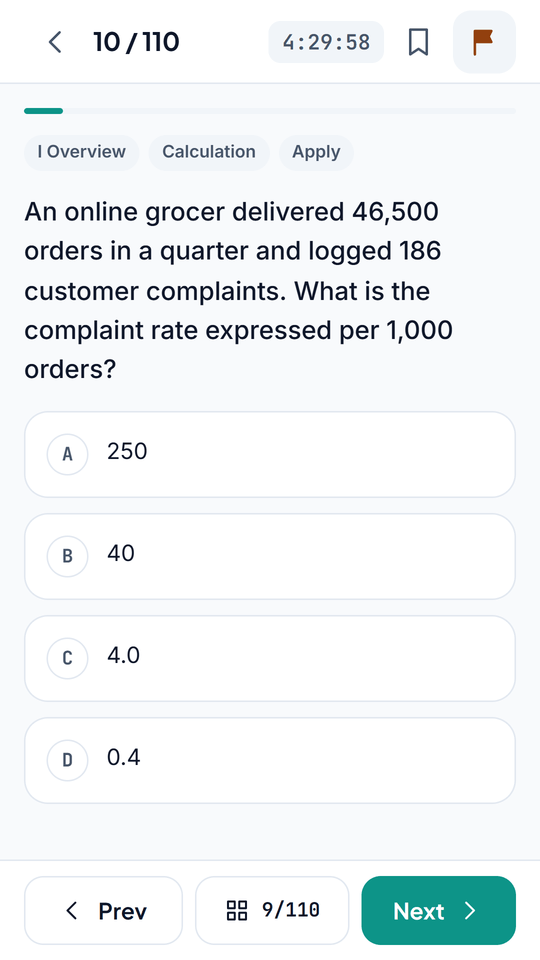 10 / 110
4:29:58
I Overview
Calculation
Apply
An online grocer delivered 46,500
orders in a quarter and logged 186
customer complaints. What is the
complaint rate expressed per 1,000
orders?
A 250
B 40
C 4.0
D 0.4
Prev
9/110
Next